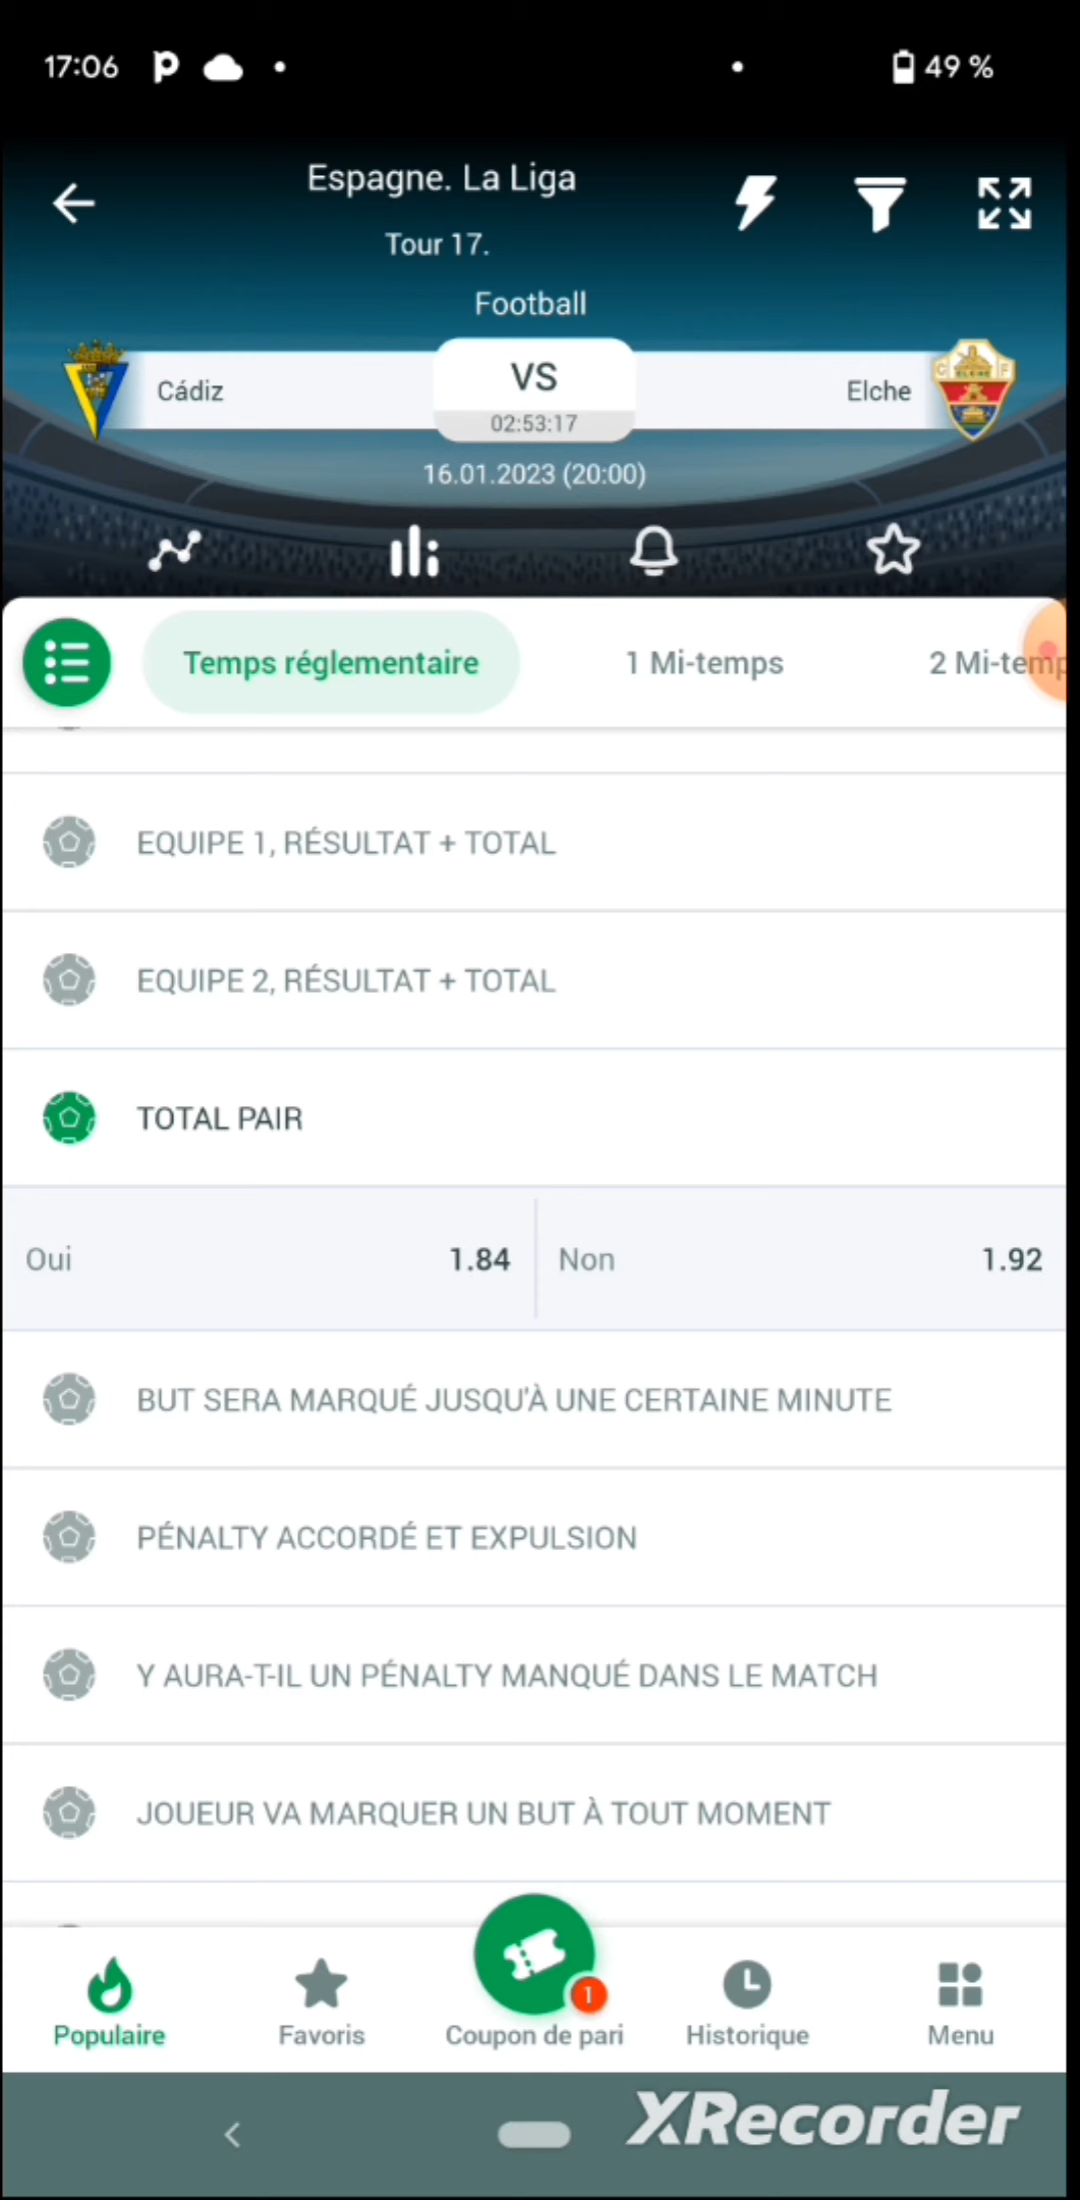 17:06
49 %
Espagne. La Liga
Tour 17.
Football
Cádiz
VS
Elche
02:53:17
16.01.2023 (20:00)
Temps réglementaire
1 Mi-temps
2 Mi-temp
EQUIPE 1, RÉSULTAT + TOTAL
EQUIPE 2, RÉSULTAT + TOTAL
TOTAL PAIR
Oui 1.84 Non 1.92
BUT SERA MARQUÉ JUSQU'À UNE CERTAINE MINUTE
PÉNALTY ACCORDÉ ET EXPULSION
Y AURA-T-IL UN PÉNALTY MANQUÉ DANS LE MATCH
JOUEUR VA MARQUER UN BUT À TOUT MOMENT
1
Populaire Favoris Coupon de pari Historique Menu
XRecorder